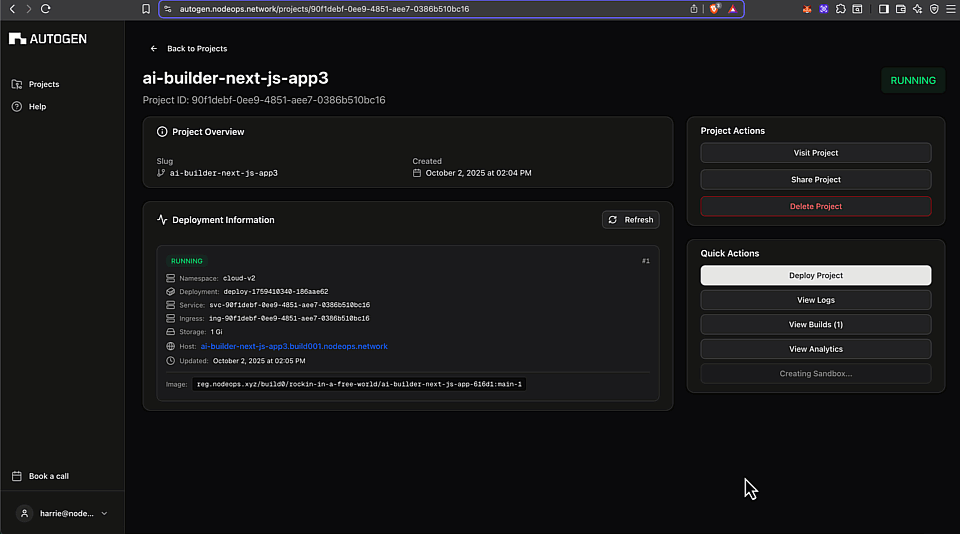 autogen.nodeops.network/projects/90f1debf-0ee9-4851-aee7-0386b510bc16
AUTOGEN
Projects
Help
Back to Projects
ai-builder-next-js-app3
Project ID: 90f1debf-0ee9-4851-aee7-0386b510bc16
RUNNING
Project Overview
Slug
ai-builder-next-js-app3
Created
October 2, 2025 at 02:04 PM
Deployment Information
Refresh
RUNNING
#1
Namespace: cloud-v2
Deployment: deploy-1759410340-186aae62
Service: svc-90f1debf-0ee9-4851-aee7-0386b510bc16
Ingress: ing-90f1debf-0ee9-4851-aee7-0386b510bc16
Storage: 1 Gi
Host: ai-builder-next-js-app3.build001.nodeops.network
Updated: October 2, 2025 at 02:05 PM
Image: reg.nodeops.xyz/build0/rockin-in-a-free-world/ai-builder-next-js-app-616d1:main-1
Project Actions
Visit Project
Share Project
Delete Project
Quick Actions
Deploy Project
View Logs
View Builds (1)
View Analytics
Creating Sandbox...
Book a call
harrie@node...